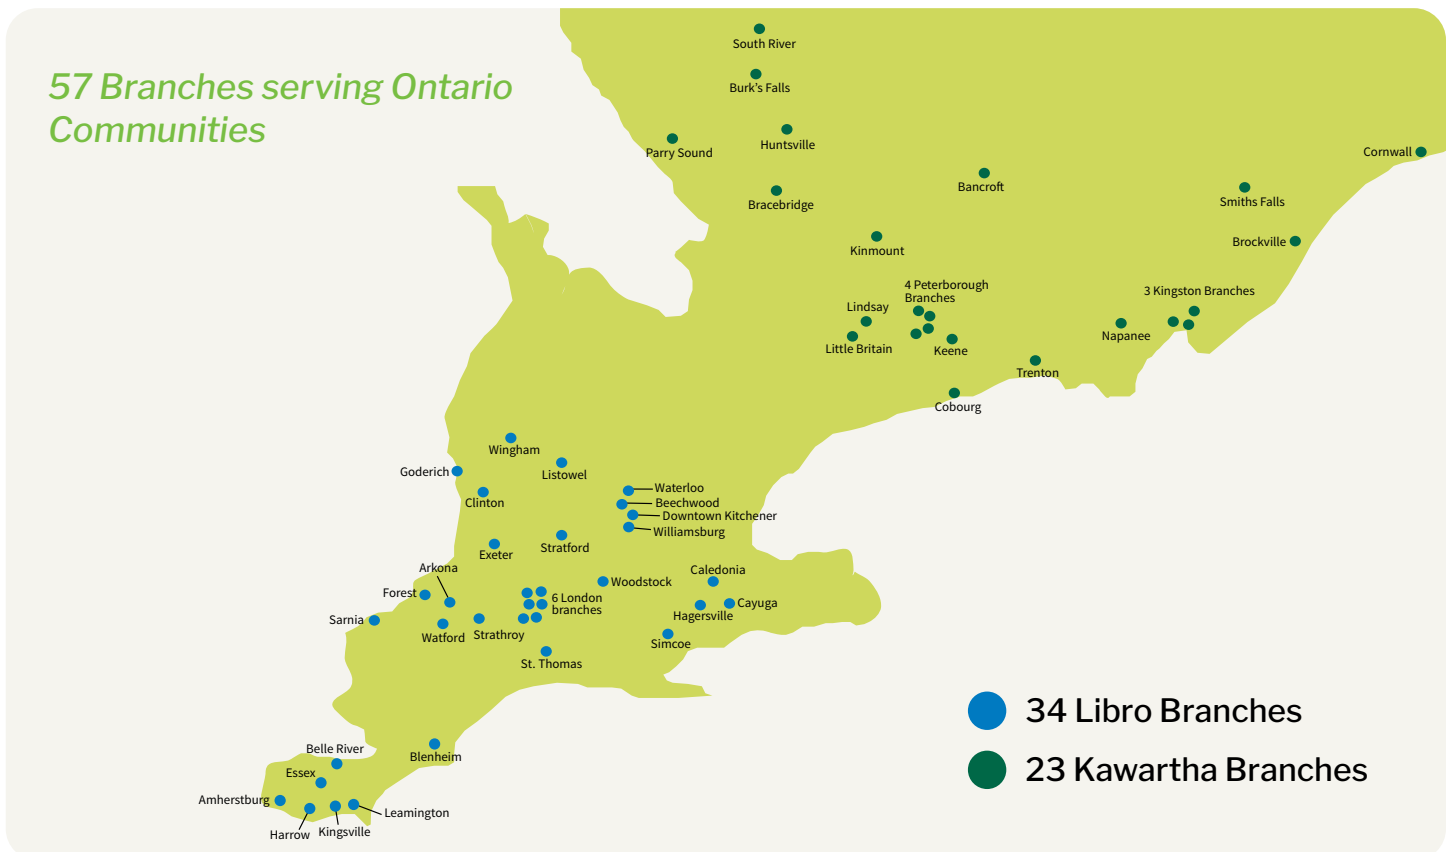 57 Branches serving Ontario
Communities
South River
Burk's Falls
Huntsville
Parry Sound
Bracebridge
Bancroft
Cornwall
Smiths Falls
Brockville
Kinmount
4 Peterborough
Branches
3 Kingston Branches
Lindsay
Little Britain
Keene
Napanee
Trenton
Cobourg
Wingham
Goderich
Listowel
Clinton
Waterloo
Beechwood
Downtown Kitchener
Williamsburg
Exeter
Stratford
Arkona
Forest
Woodstock
Caledonia
6 London
branches
Cayuga
Hagersville
Sarnia
Watford
Strathroy
Simcoe
St. Thomas
Belle River
Blenheim
Essex
Amherstburg
Leamington
Harrow
Kingsville
34 Libro Branches
23 Kawartha Branches